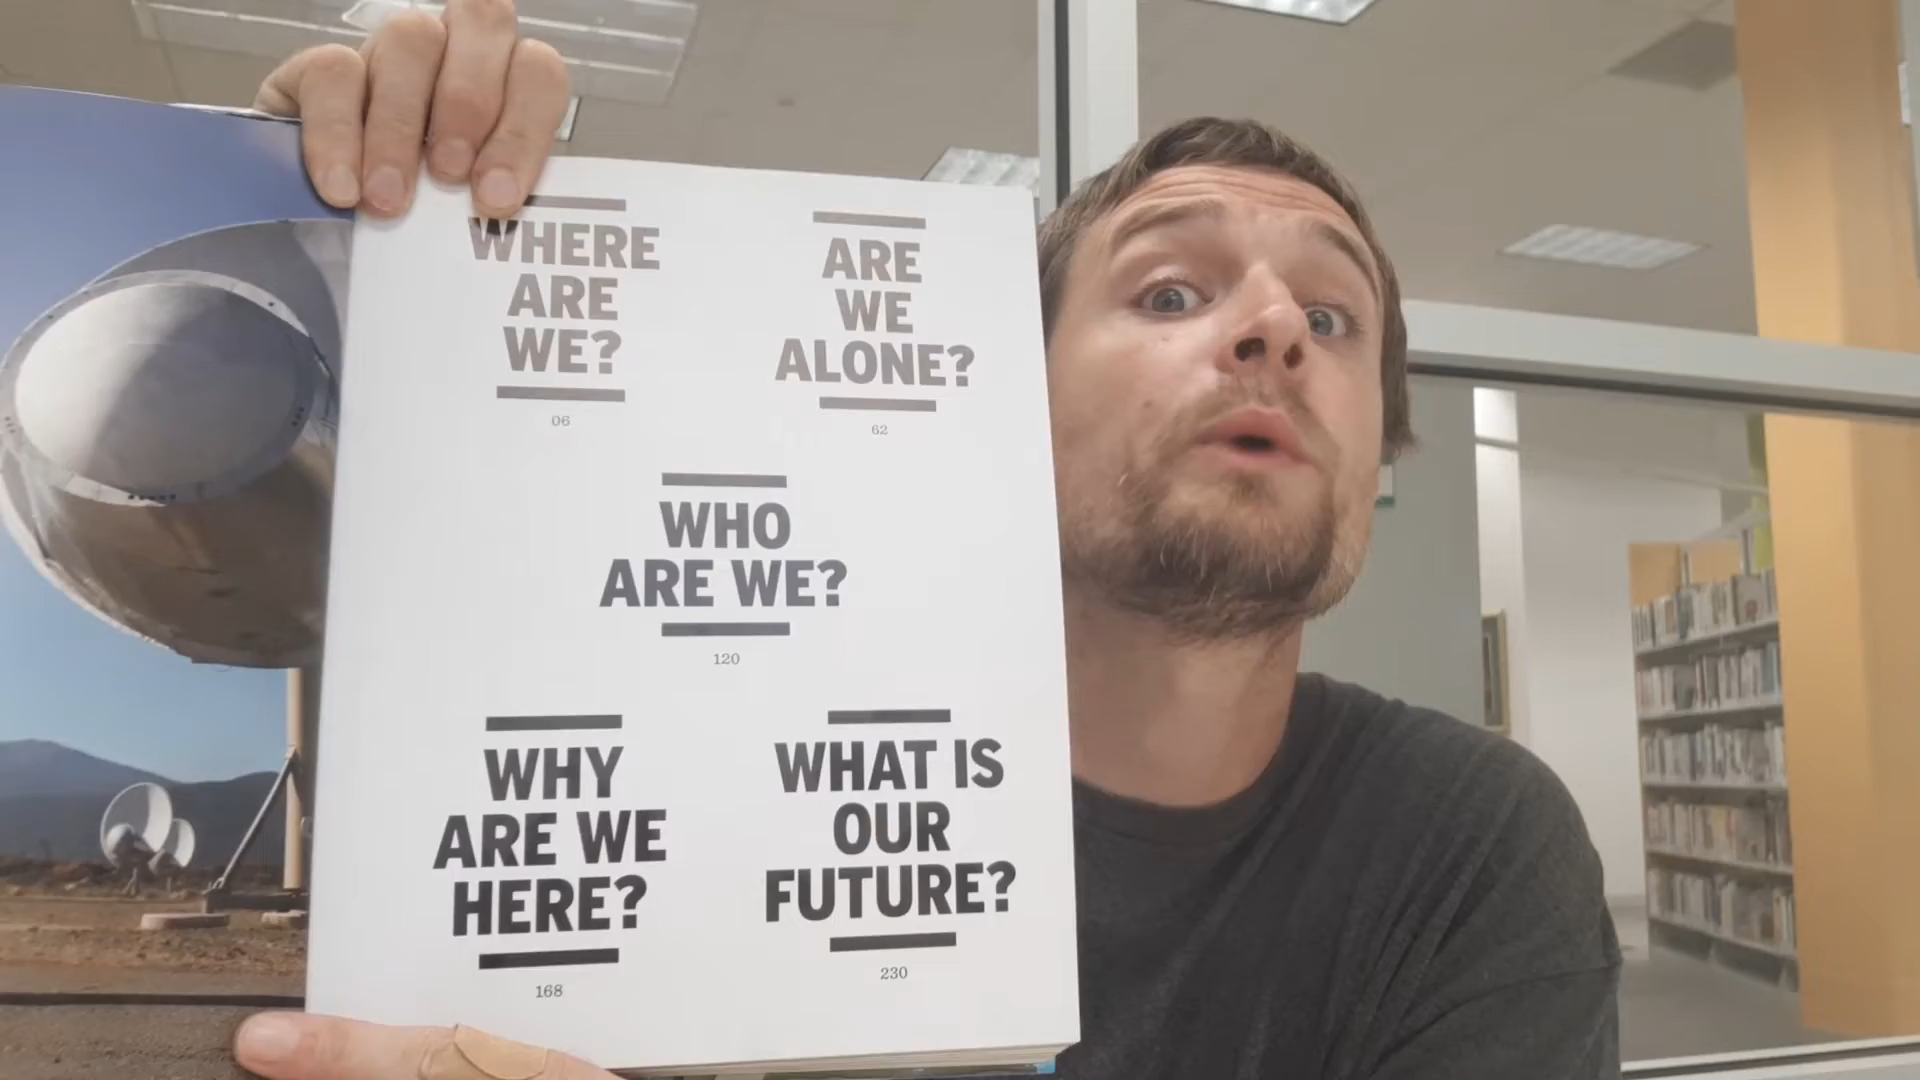 WHERE
ARE
WE?
06
ARE
WE
ALONE?
62
WHO
ARE WE?
120
WHY
ARE WE
HERE?
168
WHAT IS
OUR
FUTURE?
230